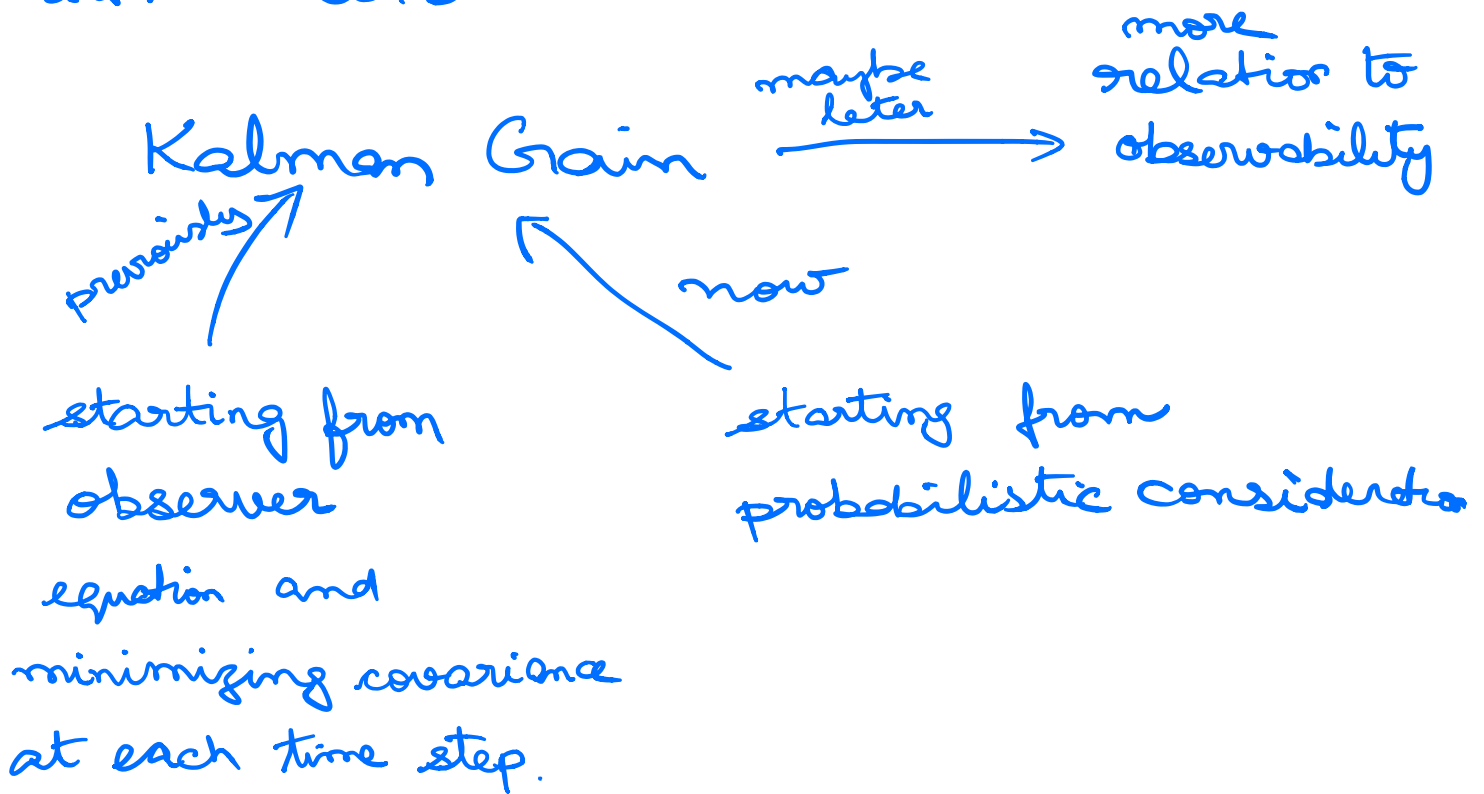 more
maybe relation to
later
Kalman Gain observability
previously
now
starting from starting from
observer probabilistic consideration
equation and
minimizing covariance
at each time step.